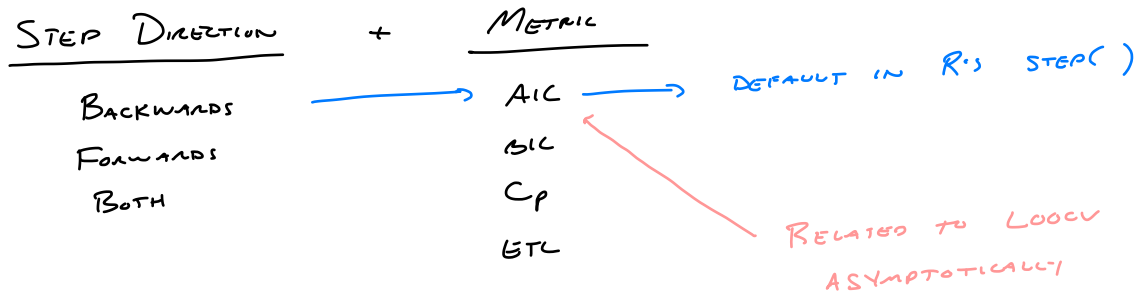 STEP DIRECTION + METRIC
BACKWARDS → AIC → DEFAULT IN R'S STEP( )
FORWARDS BIC
BOTH Cp
ETC
RELATED TO LOOCV
ASYMPTOTICALLY